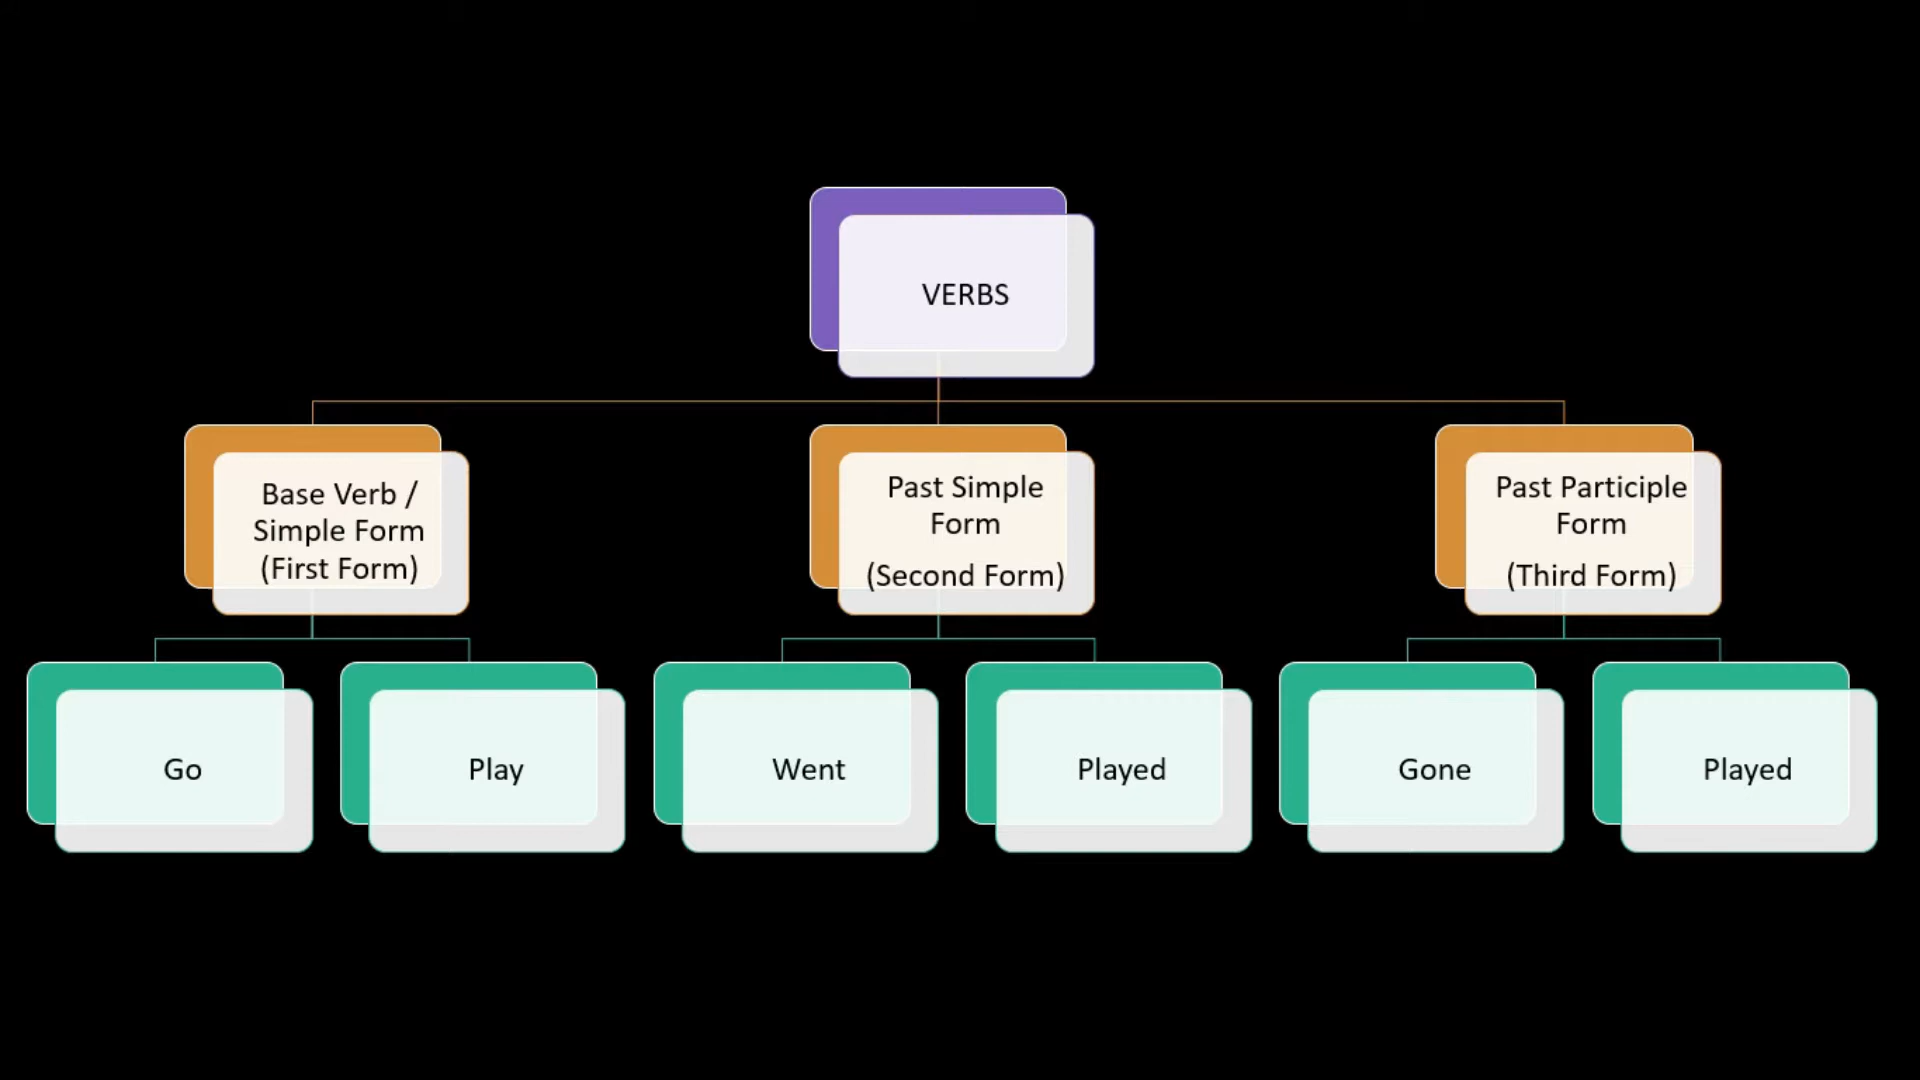 VERBS
Base Verb /
Simple Form
(First Form)
Past Simple
Form
(Second Form)
Past Participle
Form
(Third Form)
Go
Play
Went
Played
Gone
Played